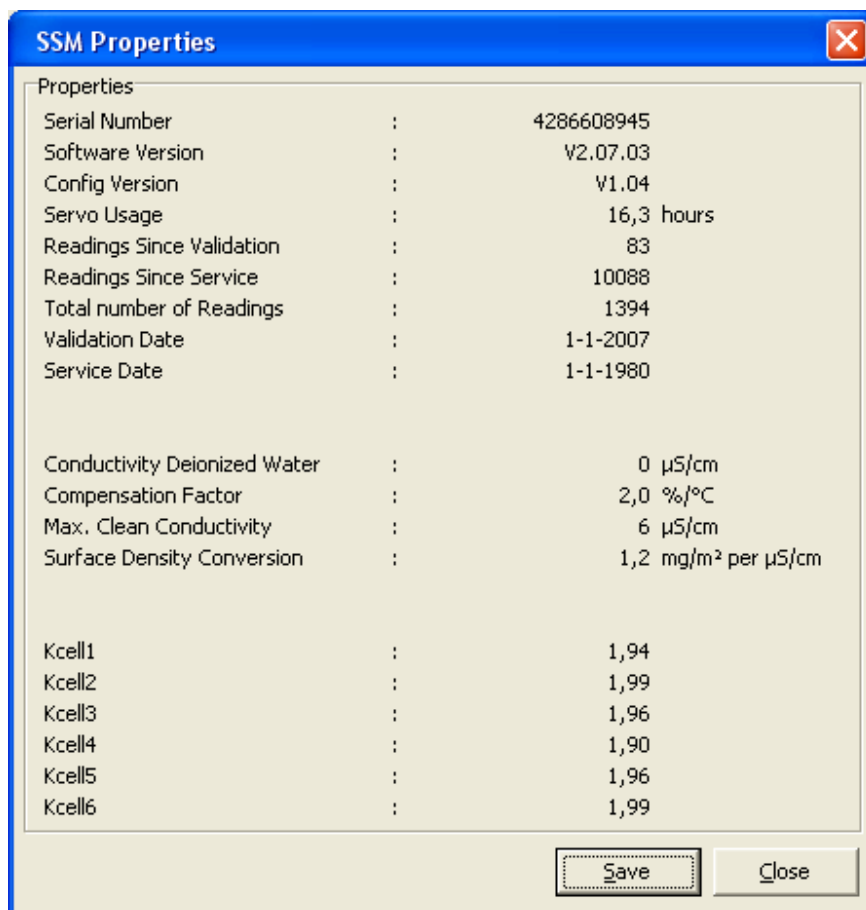 SSM Properties
Properties
Serial Number : 4286608945
Software Version : V2.07.03
Config Version : V1.04
Servo Usage : 16,3 hours
Readings Since Validation : 83
Readings Since Service : 10088
Total number of Readings : 1394
Validation Date : 1-1-2007
Service Date : 1-1-1980
Conductivity Deionized Water : 0 µS/cm
Compensation Factor : 2,0 %/°C
Max. Clean Conductivity : 6 µS/cm
Surface Density Conversion : 1,2 mg/m² per µS/cm
Kcell1 : 1,94
Kcell2 : 1,99
Kcell3 : 1,96
Kcell4 : 1,90
Kcell5 : 1,96
Kcell6 : 1,99
Save Close